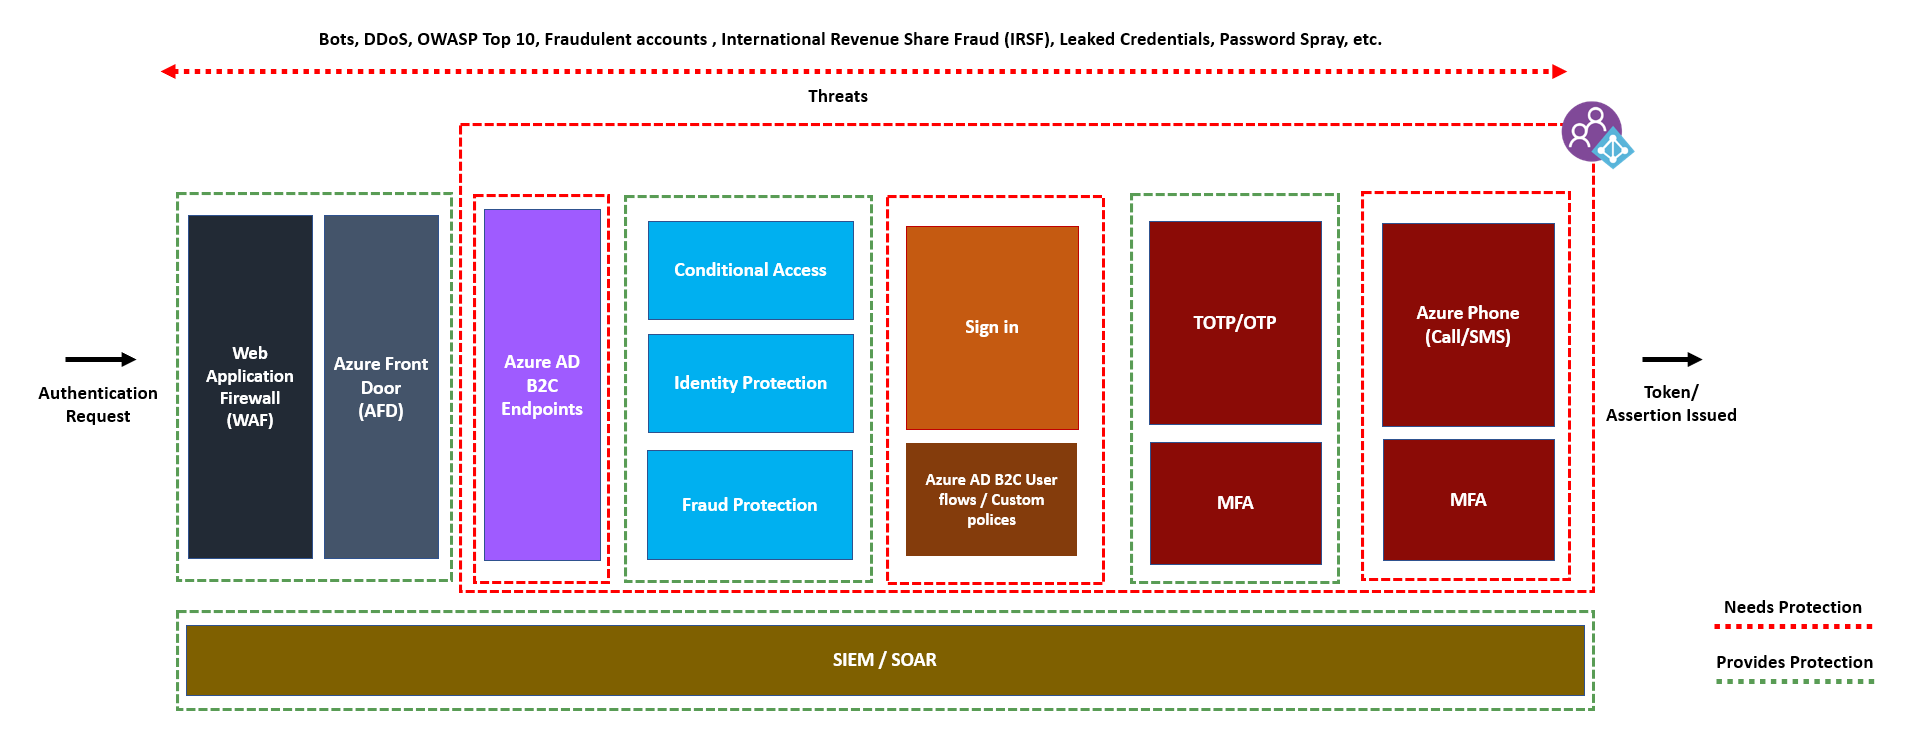 Bots, DDoS, OWASP Top 10, Fraudulent accounts , International Revenue Share Fraud (IRSF), Leaked Credentials, Password Spray, etc.
Threats
Authentication
Request
Web
Application
Firewall
(WAF)
Azure Front
Door
(AFD)
Azure AD
B2C
Endpoints
Conditional Access
Identity Protection
Fraud Protection
Sign in
Azure AD B2C User
flows / Custom
polices
TOTP/OTP
MFA
Azure Phone
(Call/SMS)
MFA
Token/
Assertion Issued
SIEM / SOAR
Needs Protection
Provides Protection